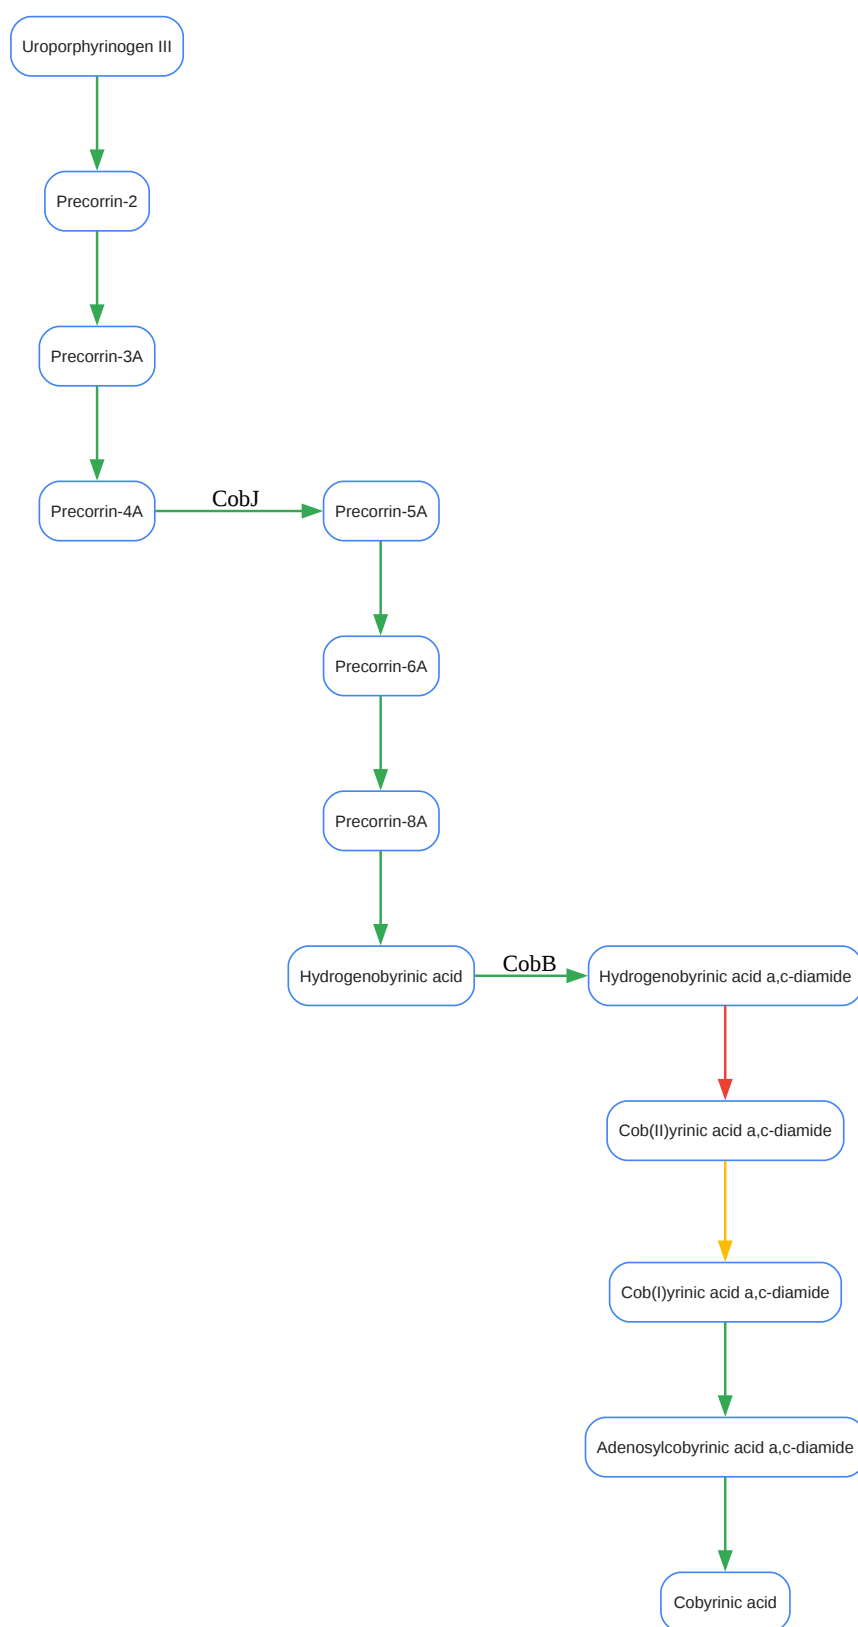 Uroporphyrinogen III
Precorrin-2
Precorrin-3A
Precorrin-4A
CobJ
Precorrin-5A
Precorrin-6A
Precorrin-8A
Hydrogenobyrinic acid
CobB
Hydrogenobyrinic acid a,c-diamide
Cob(II)yrinic acid a,c-diamide
Cob(I)yrinic acid a,c-diamide
Adenosylcobyrinic acid a,c-diamide
Cobyrinic acid